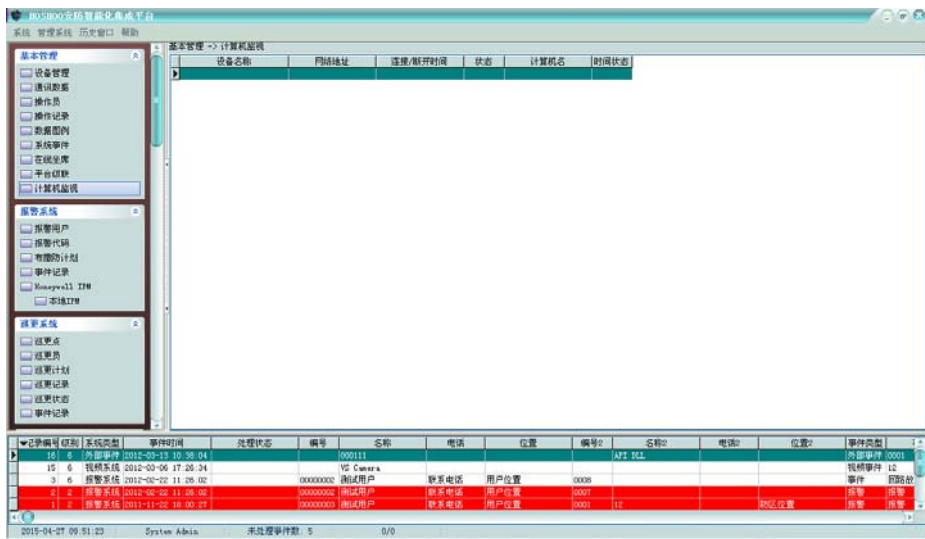 HOSHOO安防智能化集成平台
系统 管理系统 历史窗口 帮助
基本管理
设备管理
通讯数据
操作员
操作记录
数据图例
系统事件
在线坐席
平台级联
计算机监视
报警系统
报警用户
报警代码
布撤防计划
事件记录
Honeywell IPM
本地IPM
巡更系统
巡更点
巡更员
巡更计划
巡更记录
巡更状态
事件记录
基本管理 -> 计算机监视
设备名称 网络地址 连接/断开时间 状态 计算机名 时间状态
记录编号 级别 系统类型 事件时间 处理状态 编号 名称 电话 位置 编号2 名称2 电话2 位置2 事件类型
16 6 外部事件 2012-03-13 10:38:04 000111 API DLL 外部事件 0001
15 6 视频系统 2012-03-06 17:26:34 VS Camera 视频事件 12
3 6 报警系统 2012-02-22 11:26:02 00000002 测试用户 联系电话 用户位置 0008 事件 回路故
2 2 报警系统 2012-02-22 11:26:02 00000002 测试用户 联系电话 用户位置 0007 报警 报警
1 2 报警系统 2011-11-22 18:00:27 00000003 测试用户 联系电话 用户位置 0001 12 防区位置 报警 报警
2015-04-27 09:51:23 System Admin 未处理事件数: 5 0/0